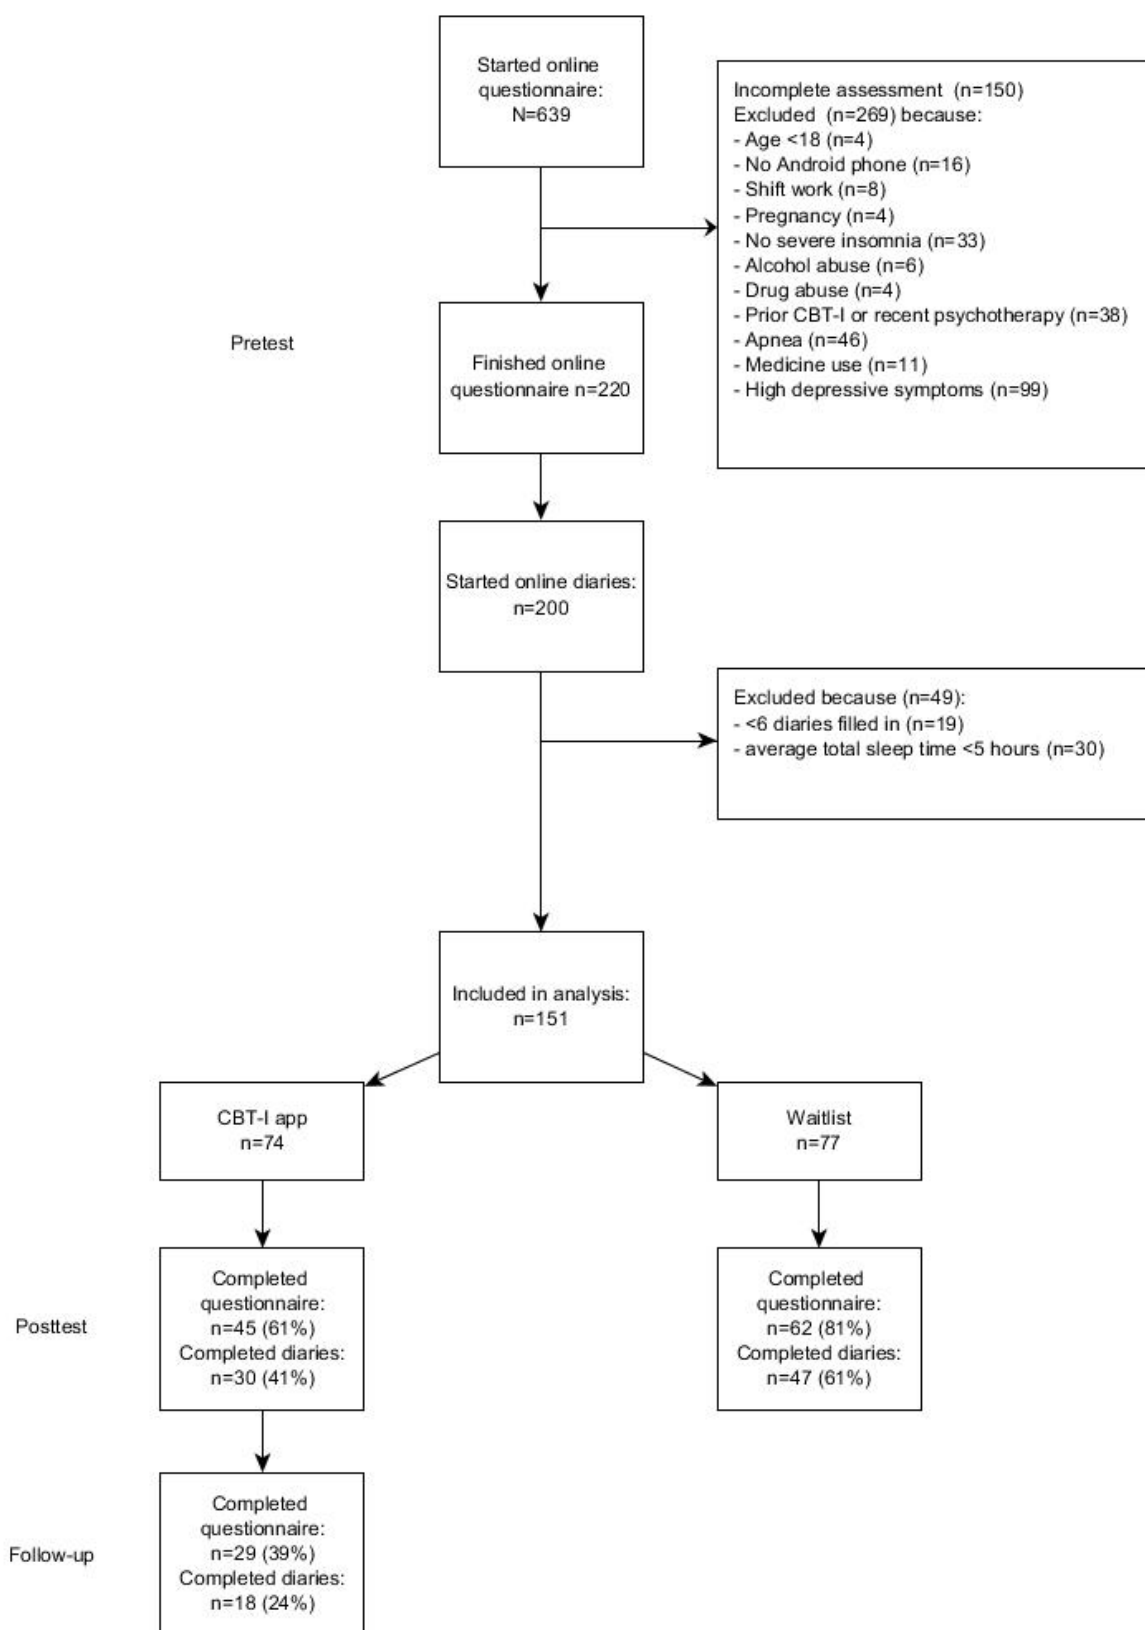 Started online
questionnaire:
N=639
Incomplete assessment  (n=150)
Excluded  (n=269) because:
- Age <18 (n=4)
- No Android phone (n=16)
- Shift work (n=8)
- Pregnancy (n=4)
- No severe insomnia (n=33)
- Alcohol abuse (n=6)
- Drug abuse (n=4)
- Prior CBT-I or recent psychotherapy (n=38)
- Apnea (n=46)
- Medicine use (n=11)
- High depressive symptoms (n=99)
Pretest
Finished online
questionnaire n=220
Started online diaries:
n=200
Excluded because (n=49):
- <6 diaries filled in (n=19)
- average total sleep time <5 hours (n=30)
Included in analysis:
n=151
CBT-I app
n=74
Waitlist
n=77
Posttest
Completed
questionnaire:
n=45 (61%)
Completed diaries:
n=30 (41%)
Completed
questionnaire:
n=62 (81%)
Completed diaries:
n=47 (61%)
Follow-up
Completed
questionnaire:
n=29 (39%)
Completed diaries:
n=18 (24%)